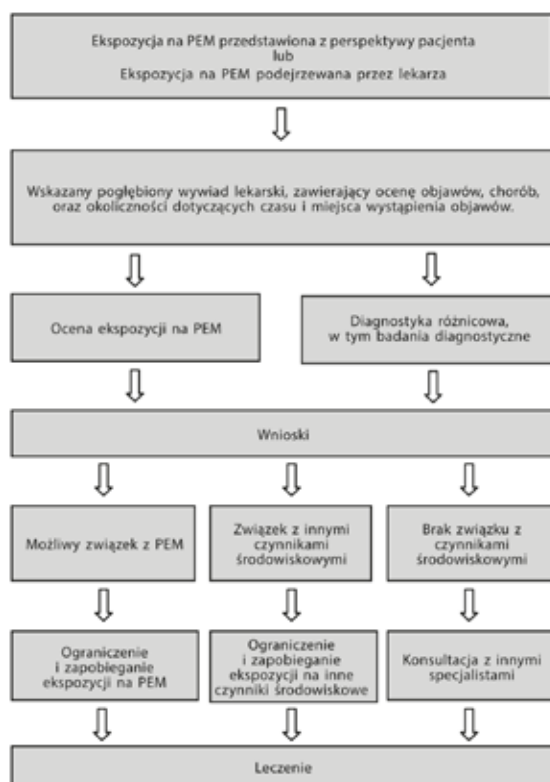 Ekspozycja na PEM przedstawiona z perspektywy pacjenta
lub
Ekspozycja na PEM podejrzewana przez lekarza
Wskazany pogłębiony wywiad lekarski, zawierający ocenę objawów, chorób,
oraz okoliczności dotyczących czasu i miejsca wystąpienia objawów.
Ocena ekspozycji na PEM
Diagnostyka różnicowa,
w tym badania diagnostyczne
Wnioski
Możliwy związek z PEM
Związek z innymi
czynnikami
środowiskowymi
Brak związku z
czynnikami
środowiskowymi
Ograniczenie
i zapobieganie
ekspozycji na PEM
Ograniczenie
i zapobieganie
ekspozycji na inne
czynniki środowiskowe
Konsultacja z innymi
specjalistami
Leczenie